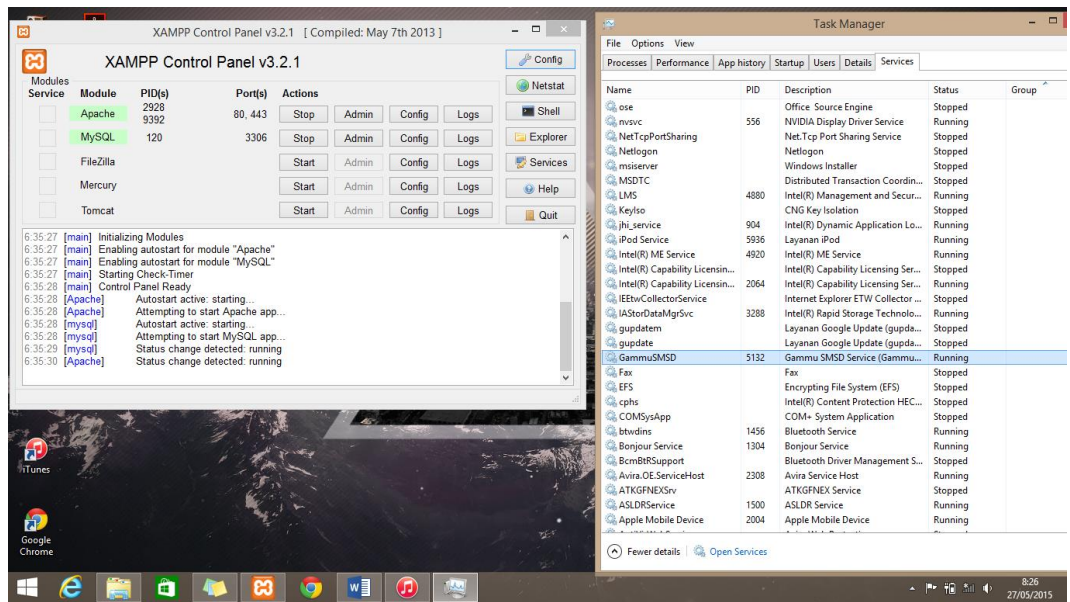 XAMPP Control Panel v3.2.1 [ Compiled: May 7th 2013 ]
XAMPP Control Panel v3.2.1
Config
Modules
Service Module PID(s) Port(s) Actions
Netstat
Apache 2928 9392 80, 443 Stop Admin Config Logs
Shell
MySQL 120 3306 Stop Admin Config Logs
Explorer
FileZilla Start Admin Config Logs
Services
Mercury Start Admin Config Logs
Help
Tomcat Start Admin Config Logs
Quit
6:35:27 [main] Initializing Modules
6:35:27 [main] Enabling autostart for module "Apache"
6:35:27 [main] Enabling autostart for module "MySQL"
6:35:27 [main] Starting Check-Timer
6:35:28 [main] Control Panel Ready
6:35:28 [Apache] Autostart active: starting...
6:35:28 [Apache] Attempting to start Apache app...
6:35:28 [mysql] Autostart active: starting...
6:35:28 [mysql] Attempting to start MySQL app...
6:35:29 [mysql] Status change detected: running
6:35:30 [Apache] Status change detected: running
iTunes
Google
Chrome
Task Manager
File Options View
Processes Performance App history Startup Users Details Services
Name PID Description Status Group
ose Office Source Engine Stopped
nvsvc 556 NVIDIA Display Driver Service Running
NetTcpPortSharing Net.Tcp Port Sharing Service Stopped
Netlogon Netlogon Stopped
msiserver Windows Installer Stopped
MSDTC Distributed Transaction Coordin... Stopped
LMS 4880 Intel(R) Management and Secur... Running
KeyIso CNG Key Isolation Stopped
jhi_service 904 Intel(R) Dynamic Application Lo... Running
iPod Service 5936 Layanan iPod Running
Intel(R) ME Service 4920 Intel(R) ME Service Running
Intel(R) Capability Licensin... Intel(R) Capability Licensing Ser... Stopped
Intel(R) Capability Licensin... 2064 Intel(R) Capability Licensing Ser... Running
IEEtwCollectorService Internet Explorer ETW Collector ... Stopped
IAStorDataMgrSvc 3288 Intel(R) Rapid Storage Technolo... Running
gupdatem Layanan Google Update (gupda... Stopped
gupdate Layanan Google Update (gupda... Stopped
GammuSMSD 5132 Gammu SMSD Service (Gammu... Running
Fax Fax Stopped
EFS Encrypting File System (EFS) Stopped
cphs Intel(R) Content Protection HEC... Stopped
COMSysApp COM+ System Application Stopped
btwdins 1456 Bluetooth Service Running
Bonjour Service 1304 Bonjour Service Running
BcmBtRSupport Bluetooth Driver Management S... Stopped
Avira.OE.ServiceHost 2308 Avira Service Host Running
ATKGFNEXSrv ATKGFNEX Service Stopped
ASLDRService 1500 ASLDR Service Running
Apple Mobile Device 2004 Apple Mobile Device Running
Fewer details Open Services
8:26
27/05/2015